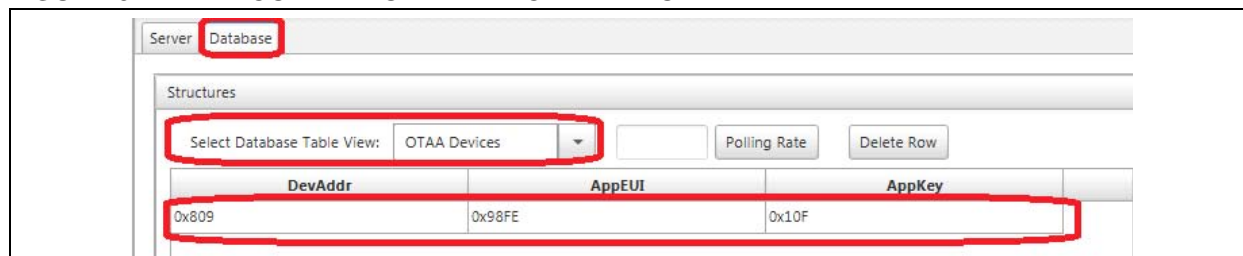 Server Database
Structures
Select Database Table View: OTAA Devices Polling Rate Delete Row
DevAddr AppEUI AppKey
0x809 0x98FE 0x10F